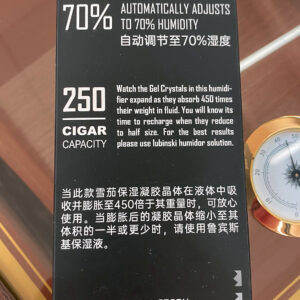 70%
AUTOMATICALLY ADJUSTS
TO 70% HUMIDITY
自动调节至70%湿度
250
CIGAR
CAPACITY
Watch the Gel Crystals in this humidi-
fier expand as they absorb 450 times
their weight in fluid. You will know its
time to recharge when they reduce
to half size. For the best results
please use lubinski humidor solution.
当此款雪茄保湿凝胶晶体在液体中吸
收并膨胀至450倍于其重量时，可放心
使用。当膨胀后的凝胶晶体缩小至其
体积的一半或更少时，请使用鲁宾斯
基保湿液。